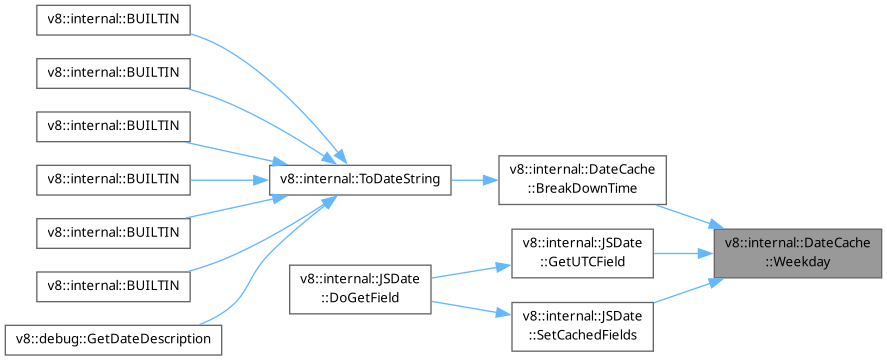 v8::internal::BUILTIN
v8::internal::BUILTIN
v8::internal::BUILTIN
v8::internal::BUILTIN
v8::internal::BUILTIN
v8::internal::BUILTIN
v8::debug::GetDateDescription
v8::internal::ToDateString
v8::internal::JSDate
::DoGetField
v8::internal::DateCache
::BreakDownTime
v8::internal::JSDate
::GetUTCField
v8::internal::JSDate
::SetCachedFields
v8::internal::DateCache
::Weekday